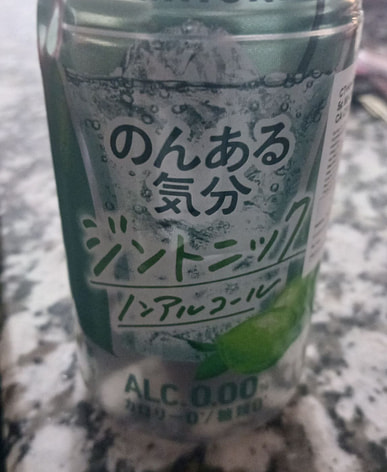 のんある
気分
ジントニック
ノンアルコール
ALC.0.00%
カロリー0/糖類0